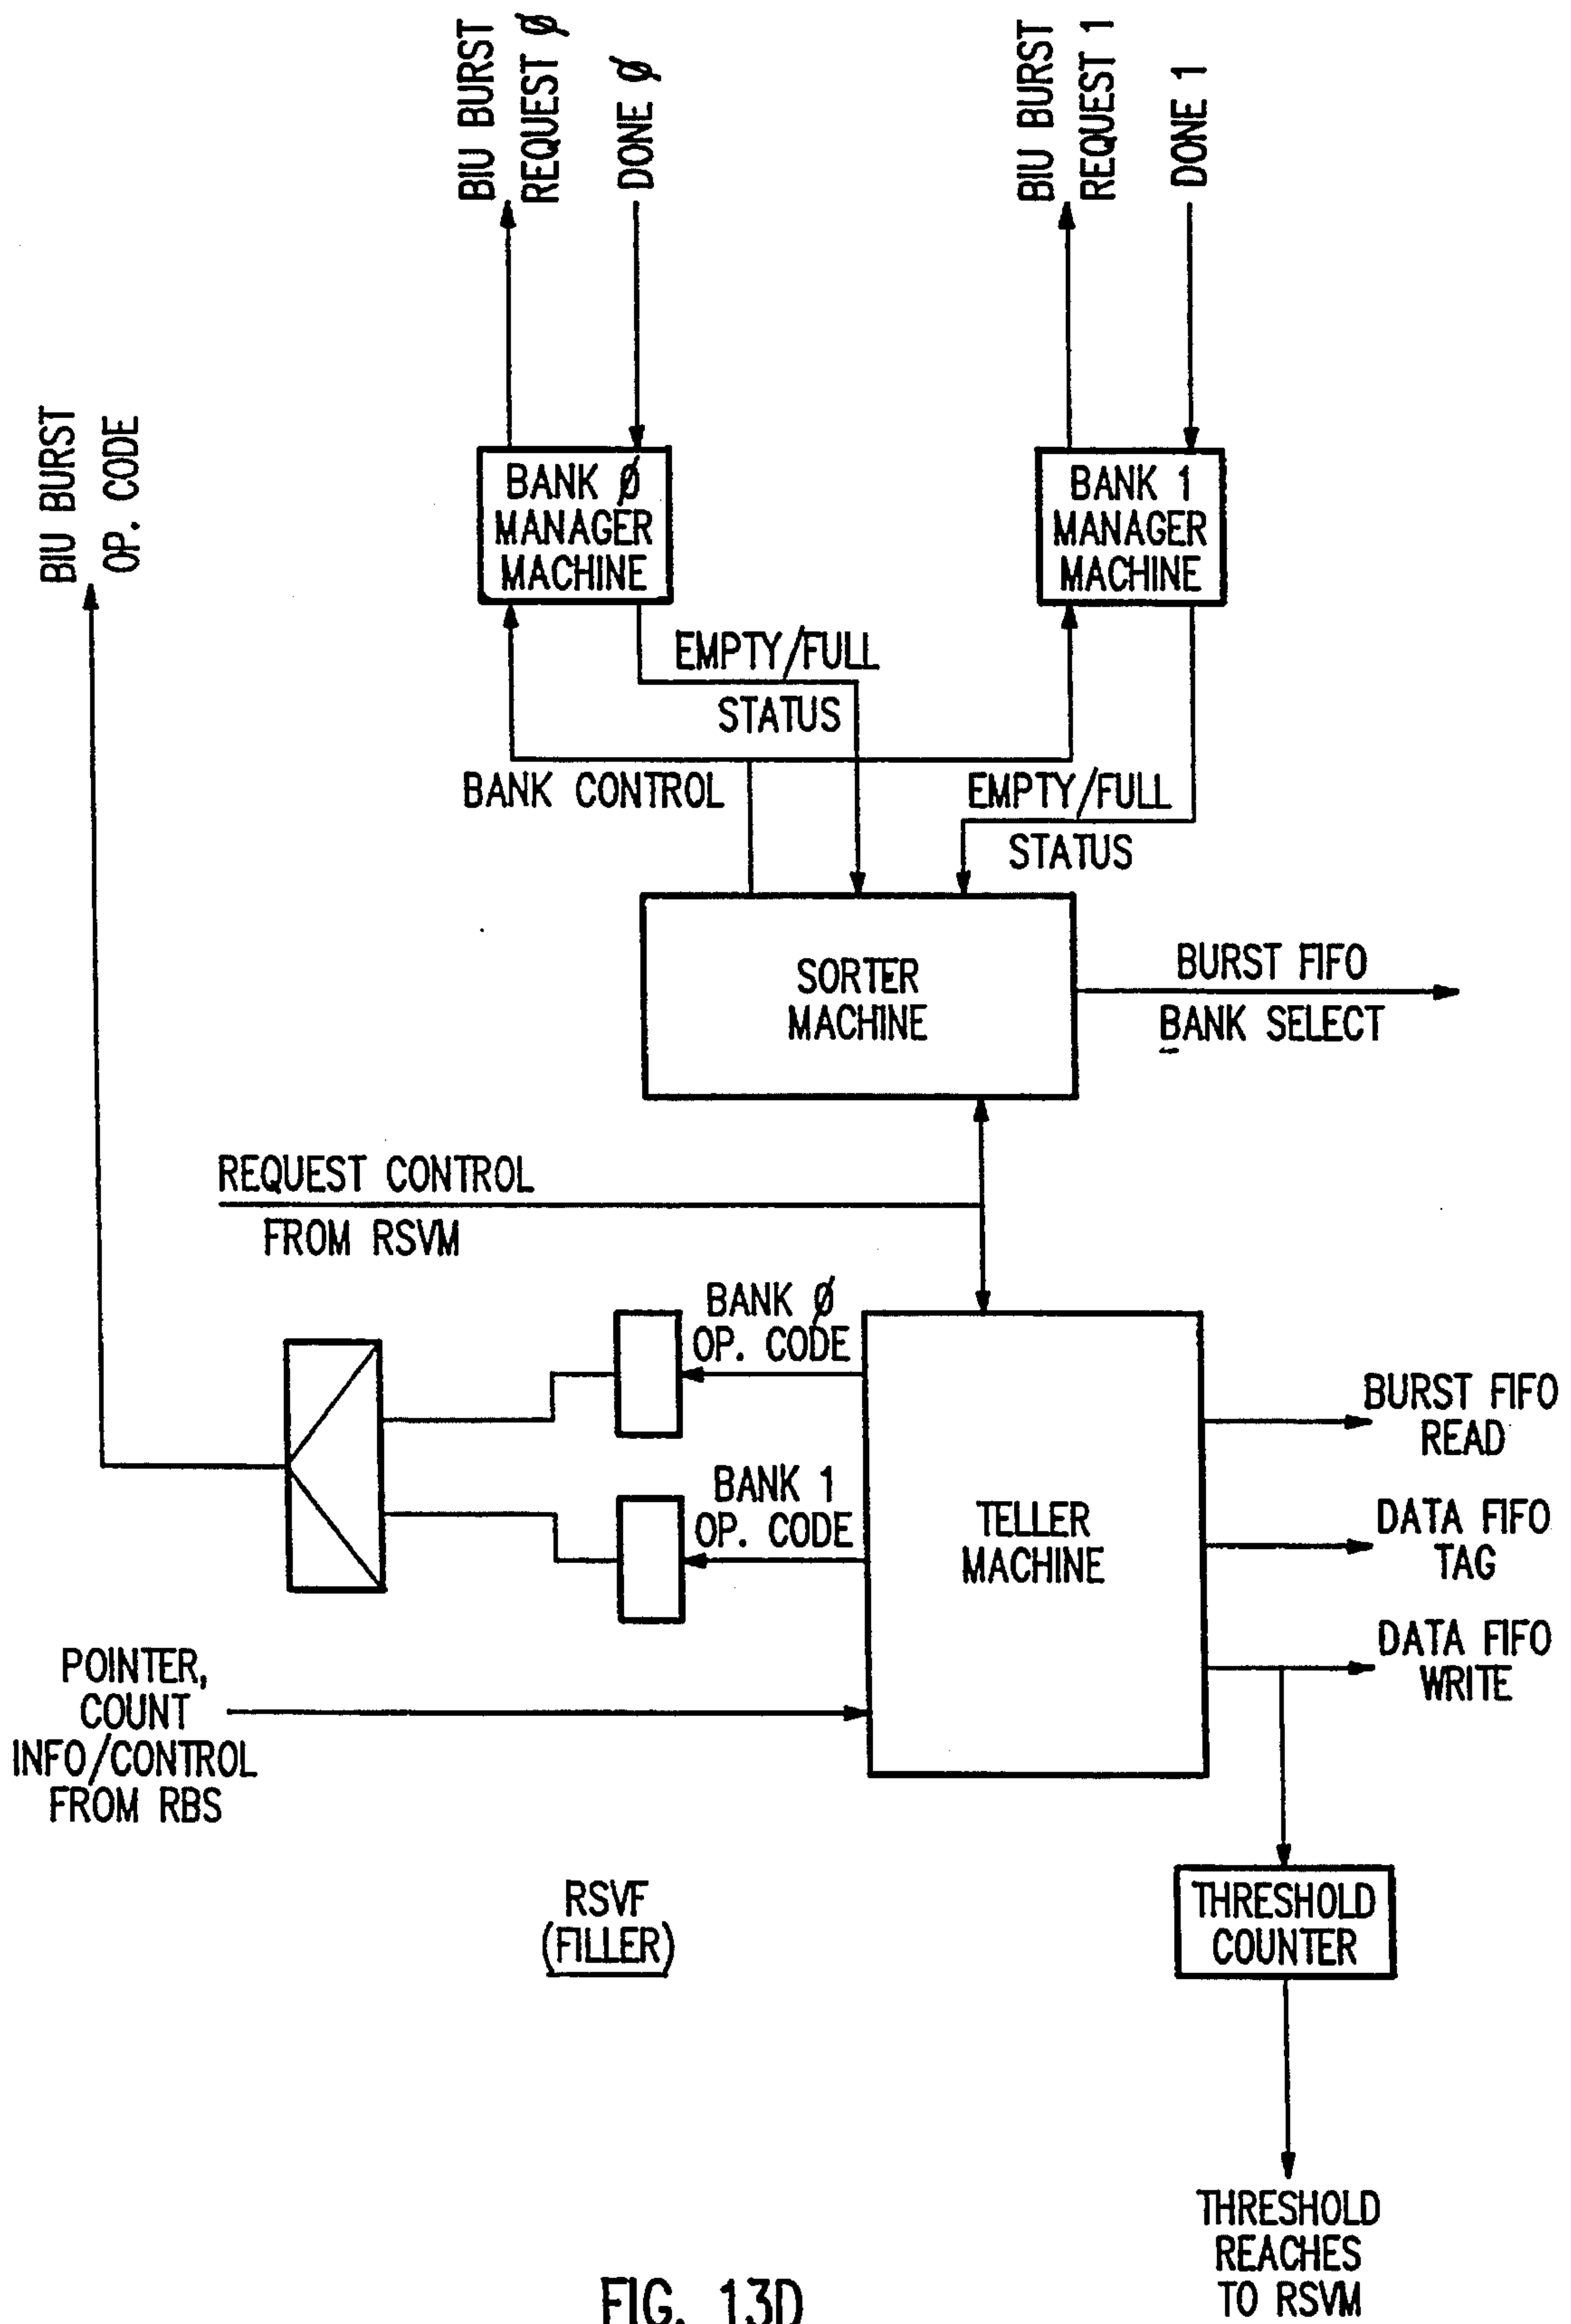 BIU BURST
REQUEST Ø
DONE Ø
BIU BURST
REQUEST 1
DONE 1
BIU BURST
OP. CODE
BANK Ø
MANAGER
MACHINE
BANK 1
MANAGER
MACHINE
EMPTY/FULL
STATUS
BANK CONTROL
EMPTY/FULL
STATUS
SORTER
MACHINE
BURST FIFO
BANK SELECT
REQUEST CONTROL
FROM RSVM
BANK Ø
OP. CODE
BANK 1
OP. CODE
TELLER
MACHINE
BURST FIFO
READ
DATA FIFO
TAG
DATA FIFO
WRITE
POINTER,
COUNT
INFO/CONTROL
FROM RBS
RSVF
(FILLER)
THRESHOLD
COUNTER
THRESHOLD
REACHES
TO RSVM
FIG. 13D